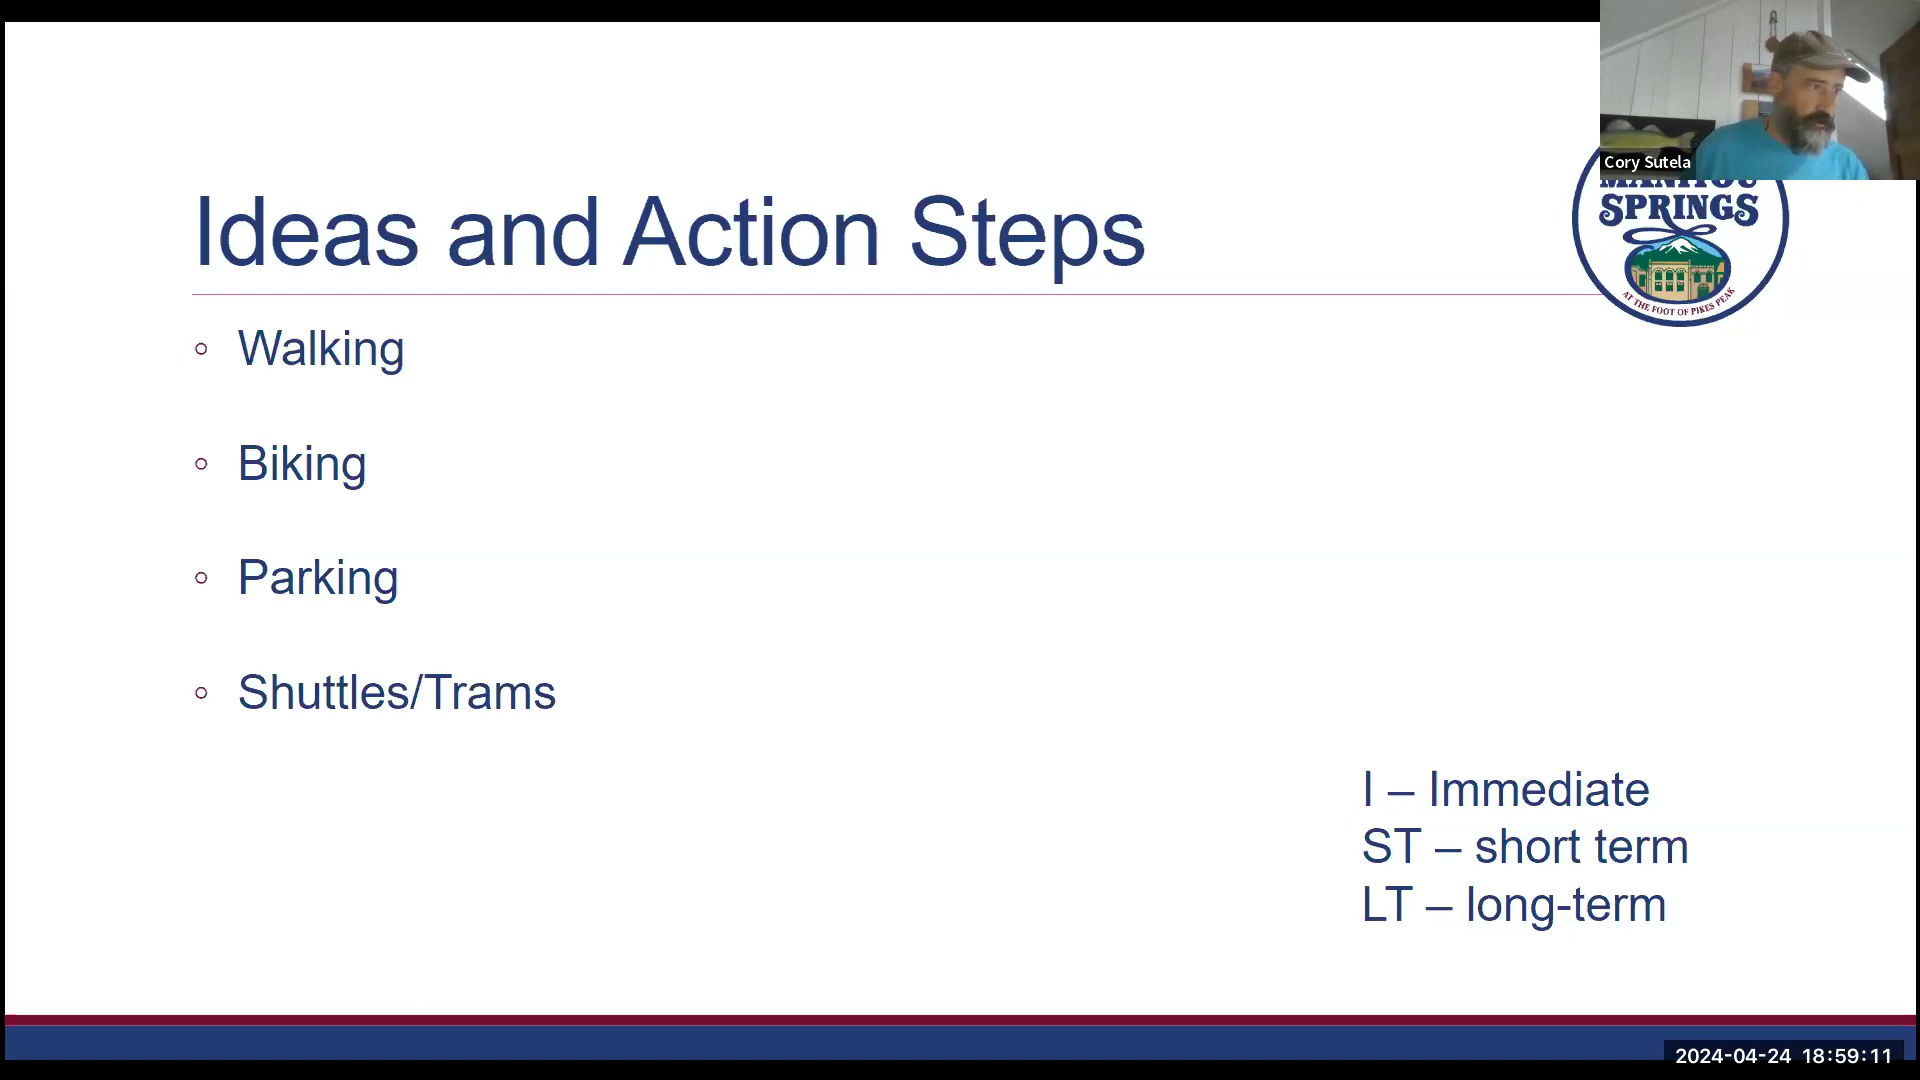 Cory Sutela
MANITOU
SPRINGS
AT THE FOOT OF PIKES PEAK
Ideas and Action Steps
◦ Walking
◦ Biking
◦ Parking
◦ Shuttles/Trams
I – Immediate
ST – short term
LT – long-term
2024-04-24 18:59:11